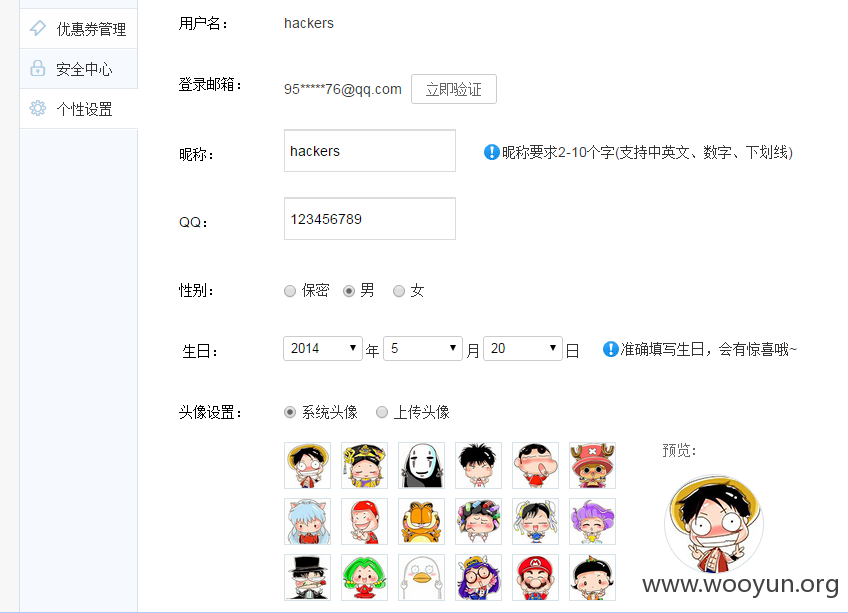 优惠券管理
安全中心
个性设置
用户名： hackers
登录邮箱： 95*****76@qq.com 立即验证
昵称： hackers 昵称要求2-10个字(支持中英文、数字、下划线)
QQ： 123456789
性别： 保密 男 女
生日： 2014 年 5 月 20 日 准确填写生日，会有惊喜哦~
头像设置： 系统头像 上传头像
预览：
www.wooyun.org